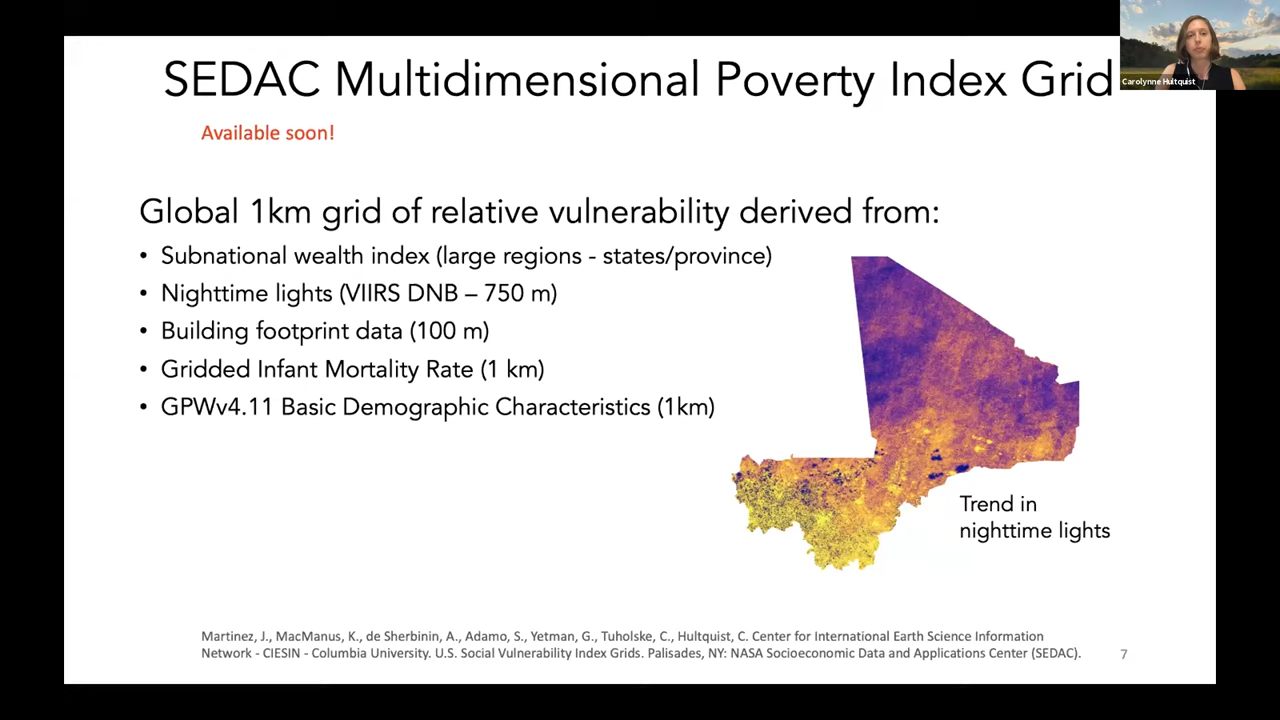 SEDAC Multidimensional Poverty Index Grid
Carolynne Hultquist
Available soon!
Global 1km grid of relative vulnerability derived from:
• Subnational wealth index (large regions - states/province)
• Nighttime lights (VIIRS DNB – 750 m)
• Building footprint data (100 m)
• Gridded Infant Mortality Rate (1 km)
• GPWv4.11 Basic Demographic Characteristics (1km)
Trend in
nighttime lights
Martinez, J., MacManus, K., de Sherbinin, A., Adamo, S., Yetman, G., Tuholske, C., Hultquist, C. Center for International Earth Science Information
Network - CIESIN - Columbia University. U.S. Social Vulnerability Index Grids. Palisades, NY: NASA Socioeconomic Data and Applications Center (SEDAC).
7